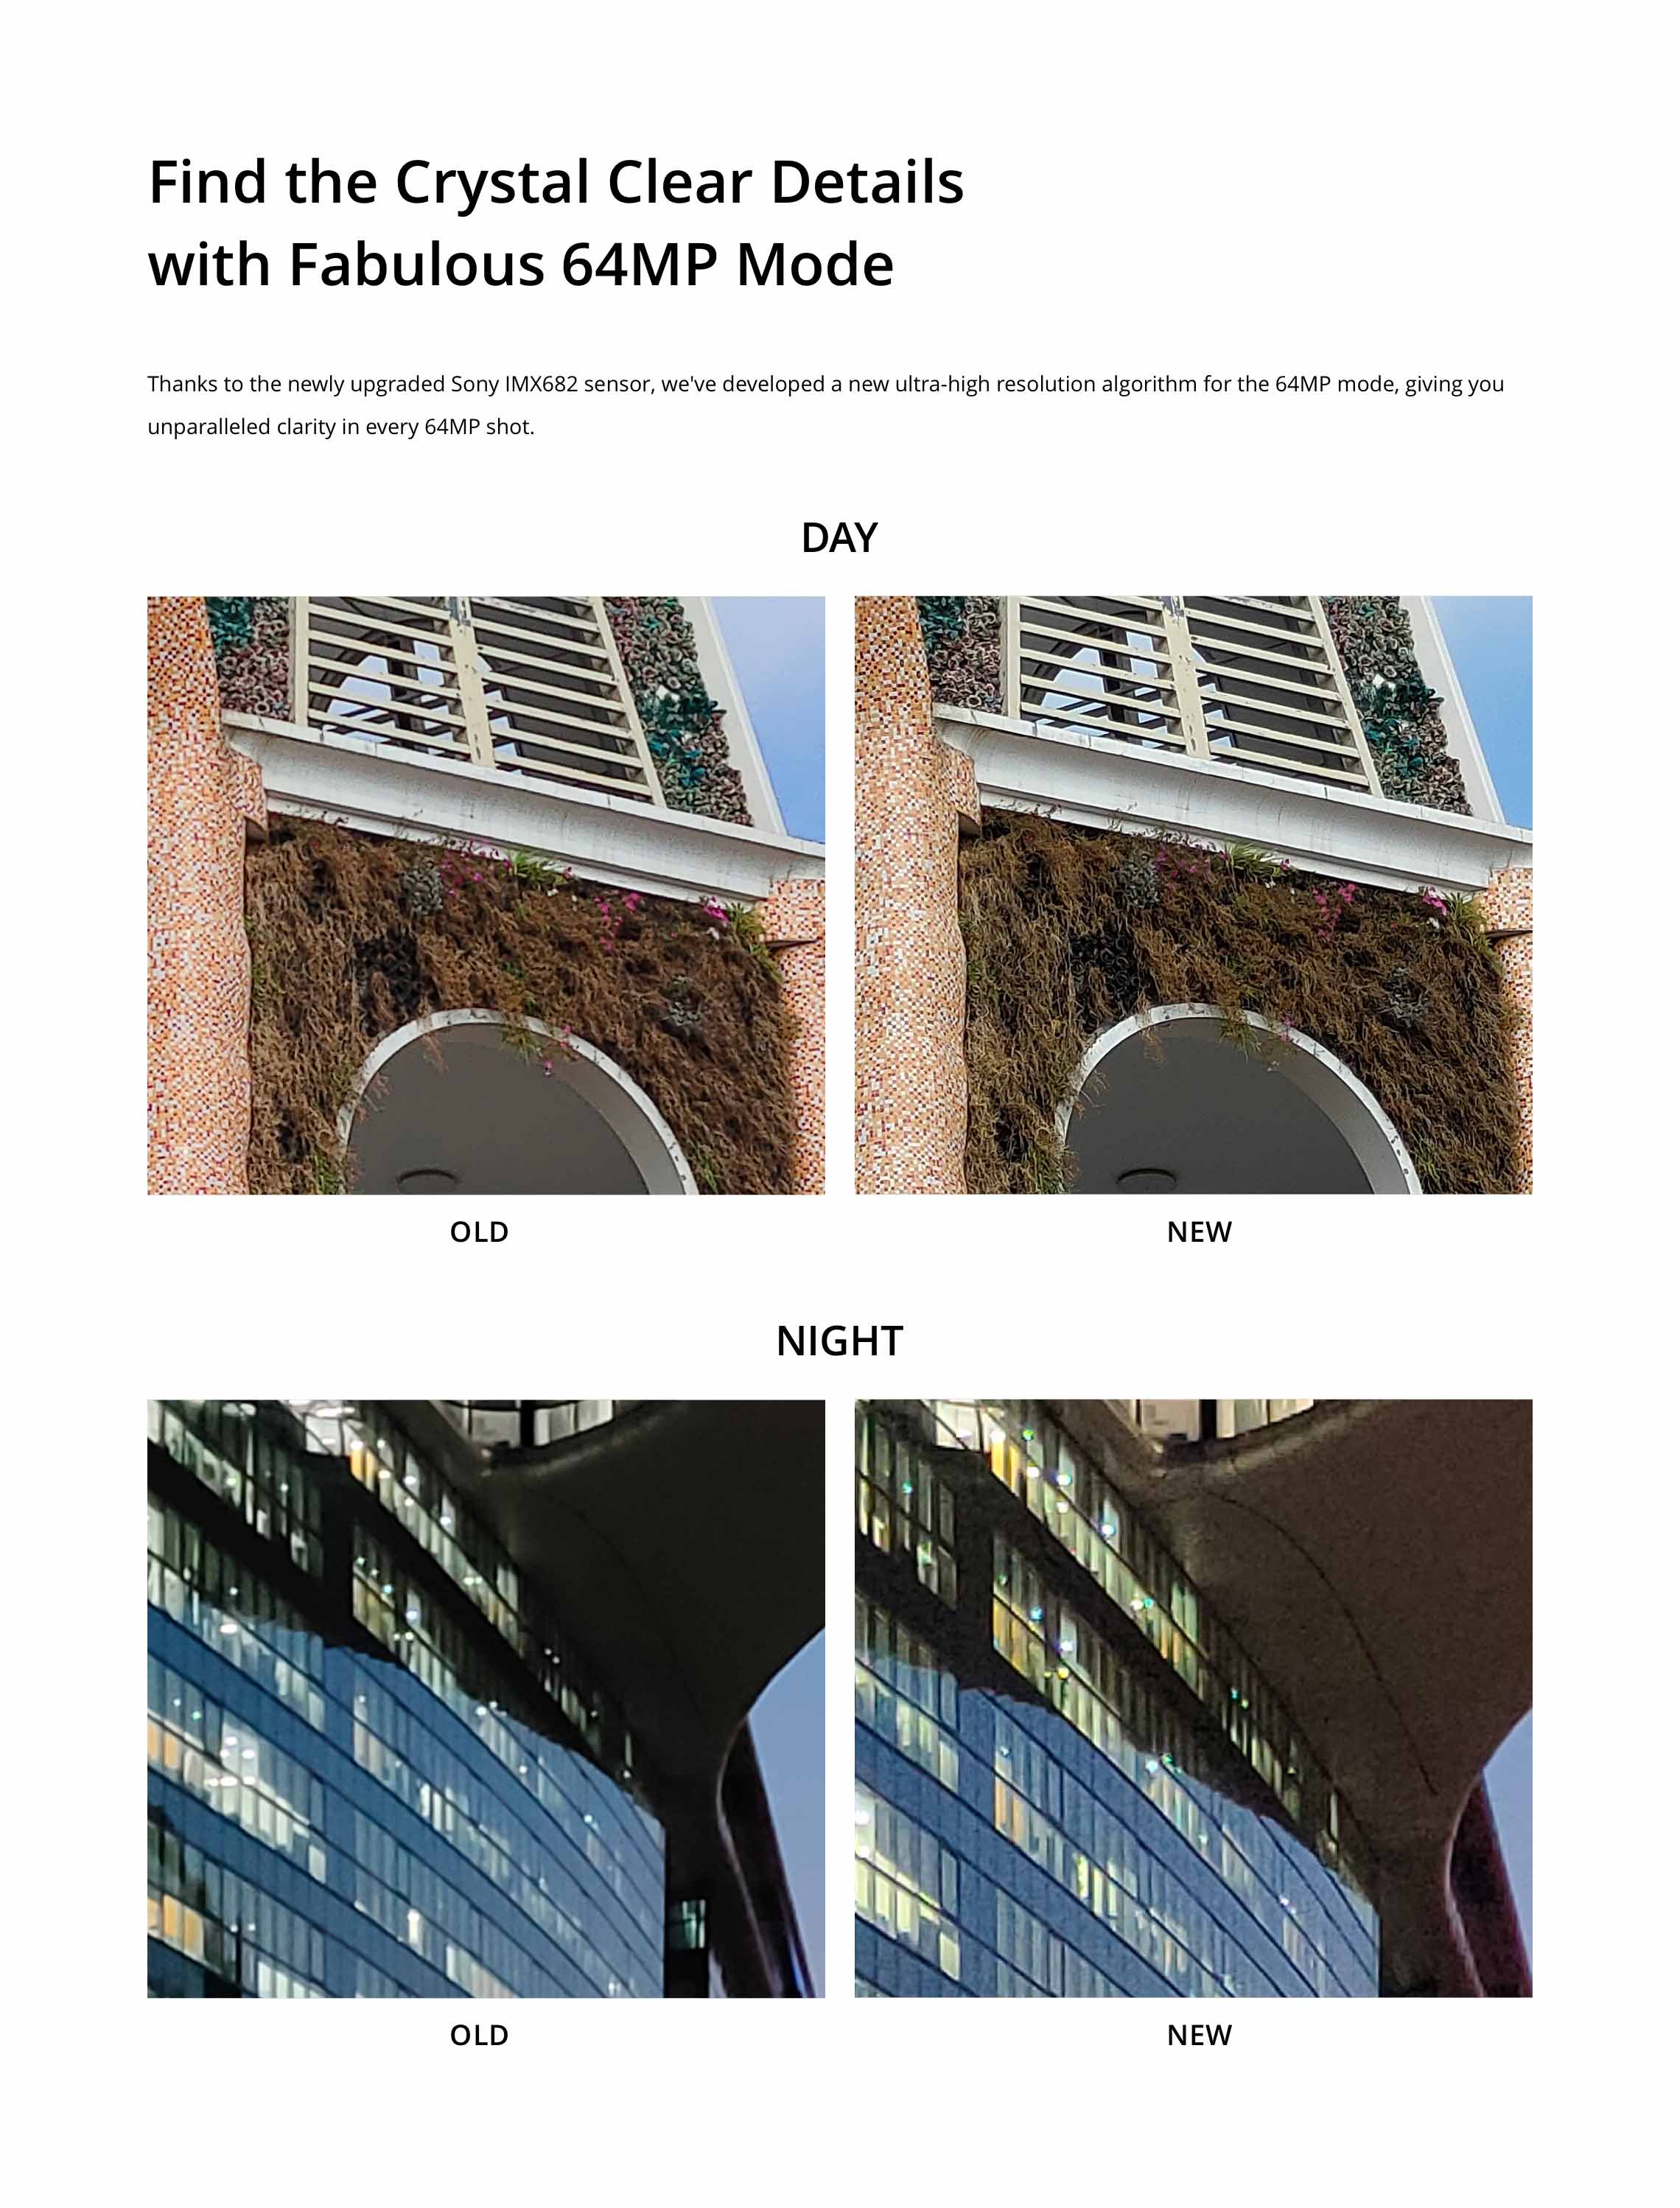 Find the Crystal Clear Details
with Fabulous 64MP Mode
Thanks to the newly upgraded Sony IMX682 sensor, we've developed a new ultra-high resolution algorithm for the 64MP mode, giving you
unparalleled clarity in every 64MP shot.
DAY
OLD
NEW
NIGHT
OLD
NEW